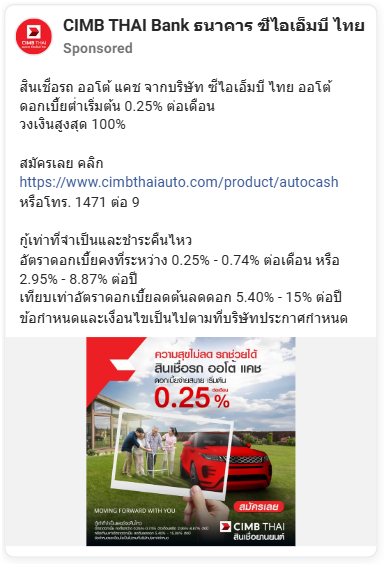 CIMB THAI Bank ธนาคาร ซีไอเอ็มบี ไทย
Sponsored
สินเชื่อรถ ออโต้ แคช จากบริษัท ซีไอเอ็มบี ไทย ออโต้
ดอกเบี้ยต่ำเริ่มต้น 0.25% ต่อเดือน
วงเงินสูงสุด 100%
สมัครเลย คลิก
https://www.cimbthaiauto.com/product/autocash
หรือโทร. 1471 ต่อ 9
กู้เท่าที่จำเป็นและชำระคืนไหว
อัตราดอกเบี้ยคงที่ระหว่าง 0.25% - 0.74% ต่อเดือน หรือ
2.95% - 8.87% ต่อปี
เทียบเท่าอัตราดอกเบี้ยลดต้นลดดอก 5.40% - 15% ต่อปี
ข้อกำหนดและเงื่อนไขเป็นไปตามที่บริษัทประกาศกำหนด
ความสุขไม่ลด รถช่วยได้
สินเชื่อรถ ออโต้ แคช
ดอกเบี้ยจ่ายสบาย เริ่มต้น
0.25%
ต่อเดือน
MOVING FORWARD WITH YOU
สมัครเลย
CIMB THAI
สินเชื่อยานยนต์
CIMB THAI